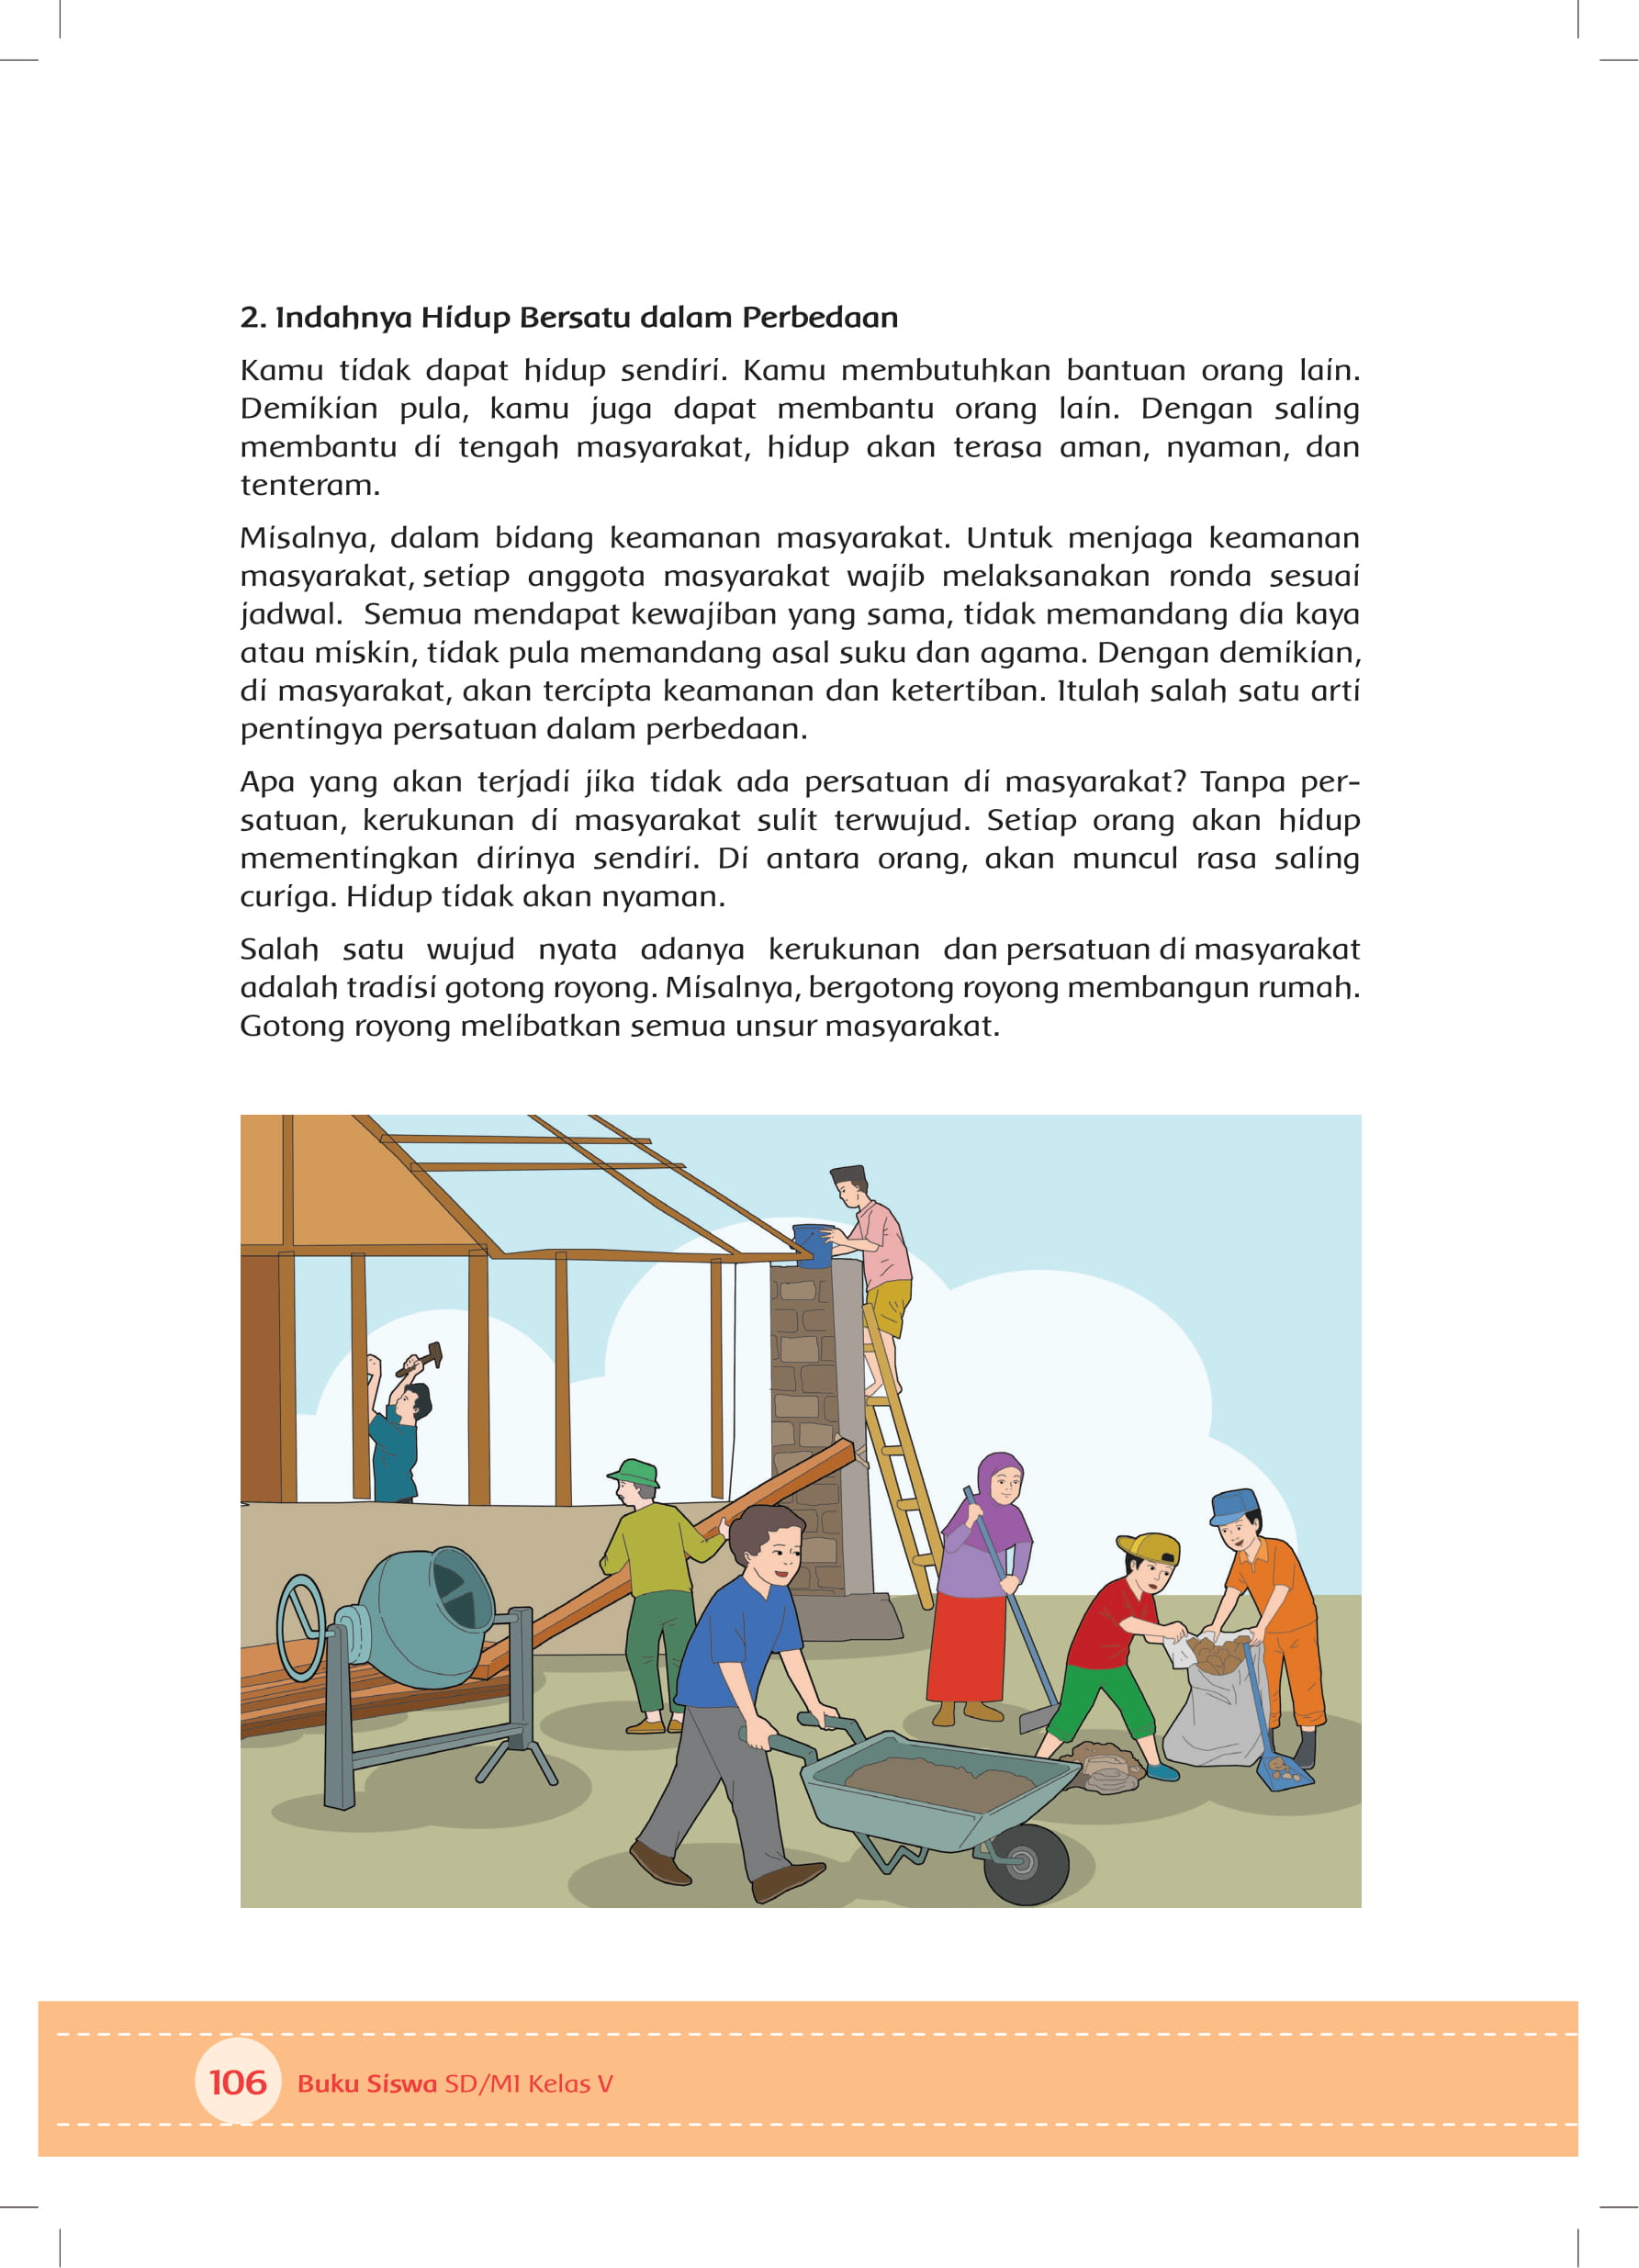 2. Indahnya Hidup Bersatu dalam Perbedaan
Kamu tidak dapat hidup sendiri. Kamu membutuhkan bantuan orang lain.
Demikian pula, kamu juga dapat membantu orang lain. Dengan saling
membantu di tengah masyarakat, hidup akan terasa aman, nyaman, dan
tenteram.
Misalnya, dalam bidang keamanan masyarakat. Untuk menjaga keamanan
masyarakat, setiap anggota masyarakat wajib melaksanakan ronda sesuai
jadwal. Semua mendapat kewajiban yang sama, tidak memandang dia kaya
atau miskin, tidak pula memandang asal suku dan agama. Dengan demikian,
di masyarakat, akan tercipta keamanan dan ketertiban. Itulah salah satu arti
pentingya persatuan dalam perbedaan.
Apa yang akan terjadi jika tidak ada persatuan di masyarakat? Tanpa per-
satuan, kerukunan di masyarakat sulit terwujud. Setiap orang akan hidup
mementingkan dirinya sendiri. Di antara orang, akan muncul rasa saling
curiga. Hidup tidak akan nyaman.
Salah satu wujud nyata adanya kerukunan dan persatuan di masyarakat
adalah tradisi gotong royong. Misalnya, bergotong royong membangun rumah.
Gotong royong melibatkan semua unsur masyarakat.
106 Buku Siswa SD/MI Kelas V